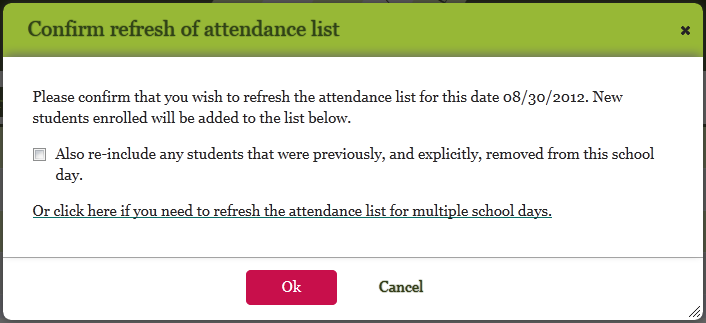 Confirm refresh of attendance list
Please confirm that you wish to refresh the attendance list for this date 08/30/2012. New
students enrolled will be added to the list below.
Also re-include any students that were previously, and explicitly, removed from this school
day.
Or click here if you need to refresh the attendance list for multiple school days.
Ok Cancel